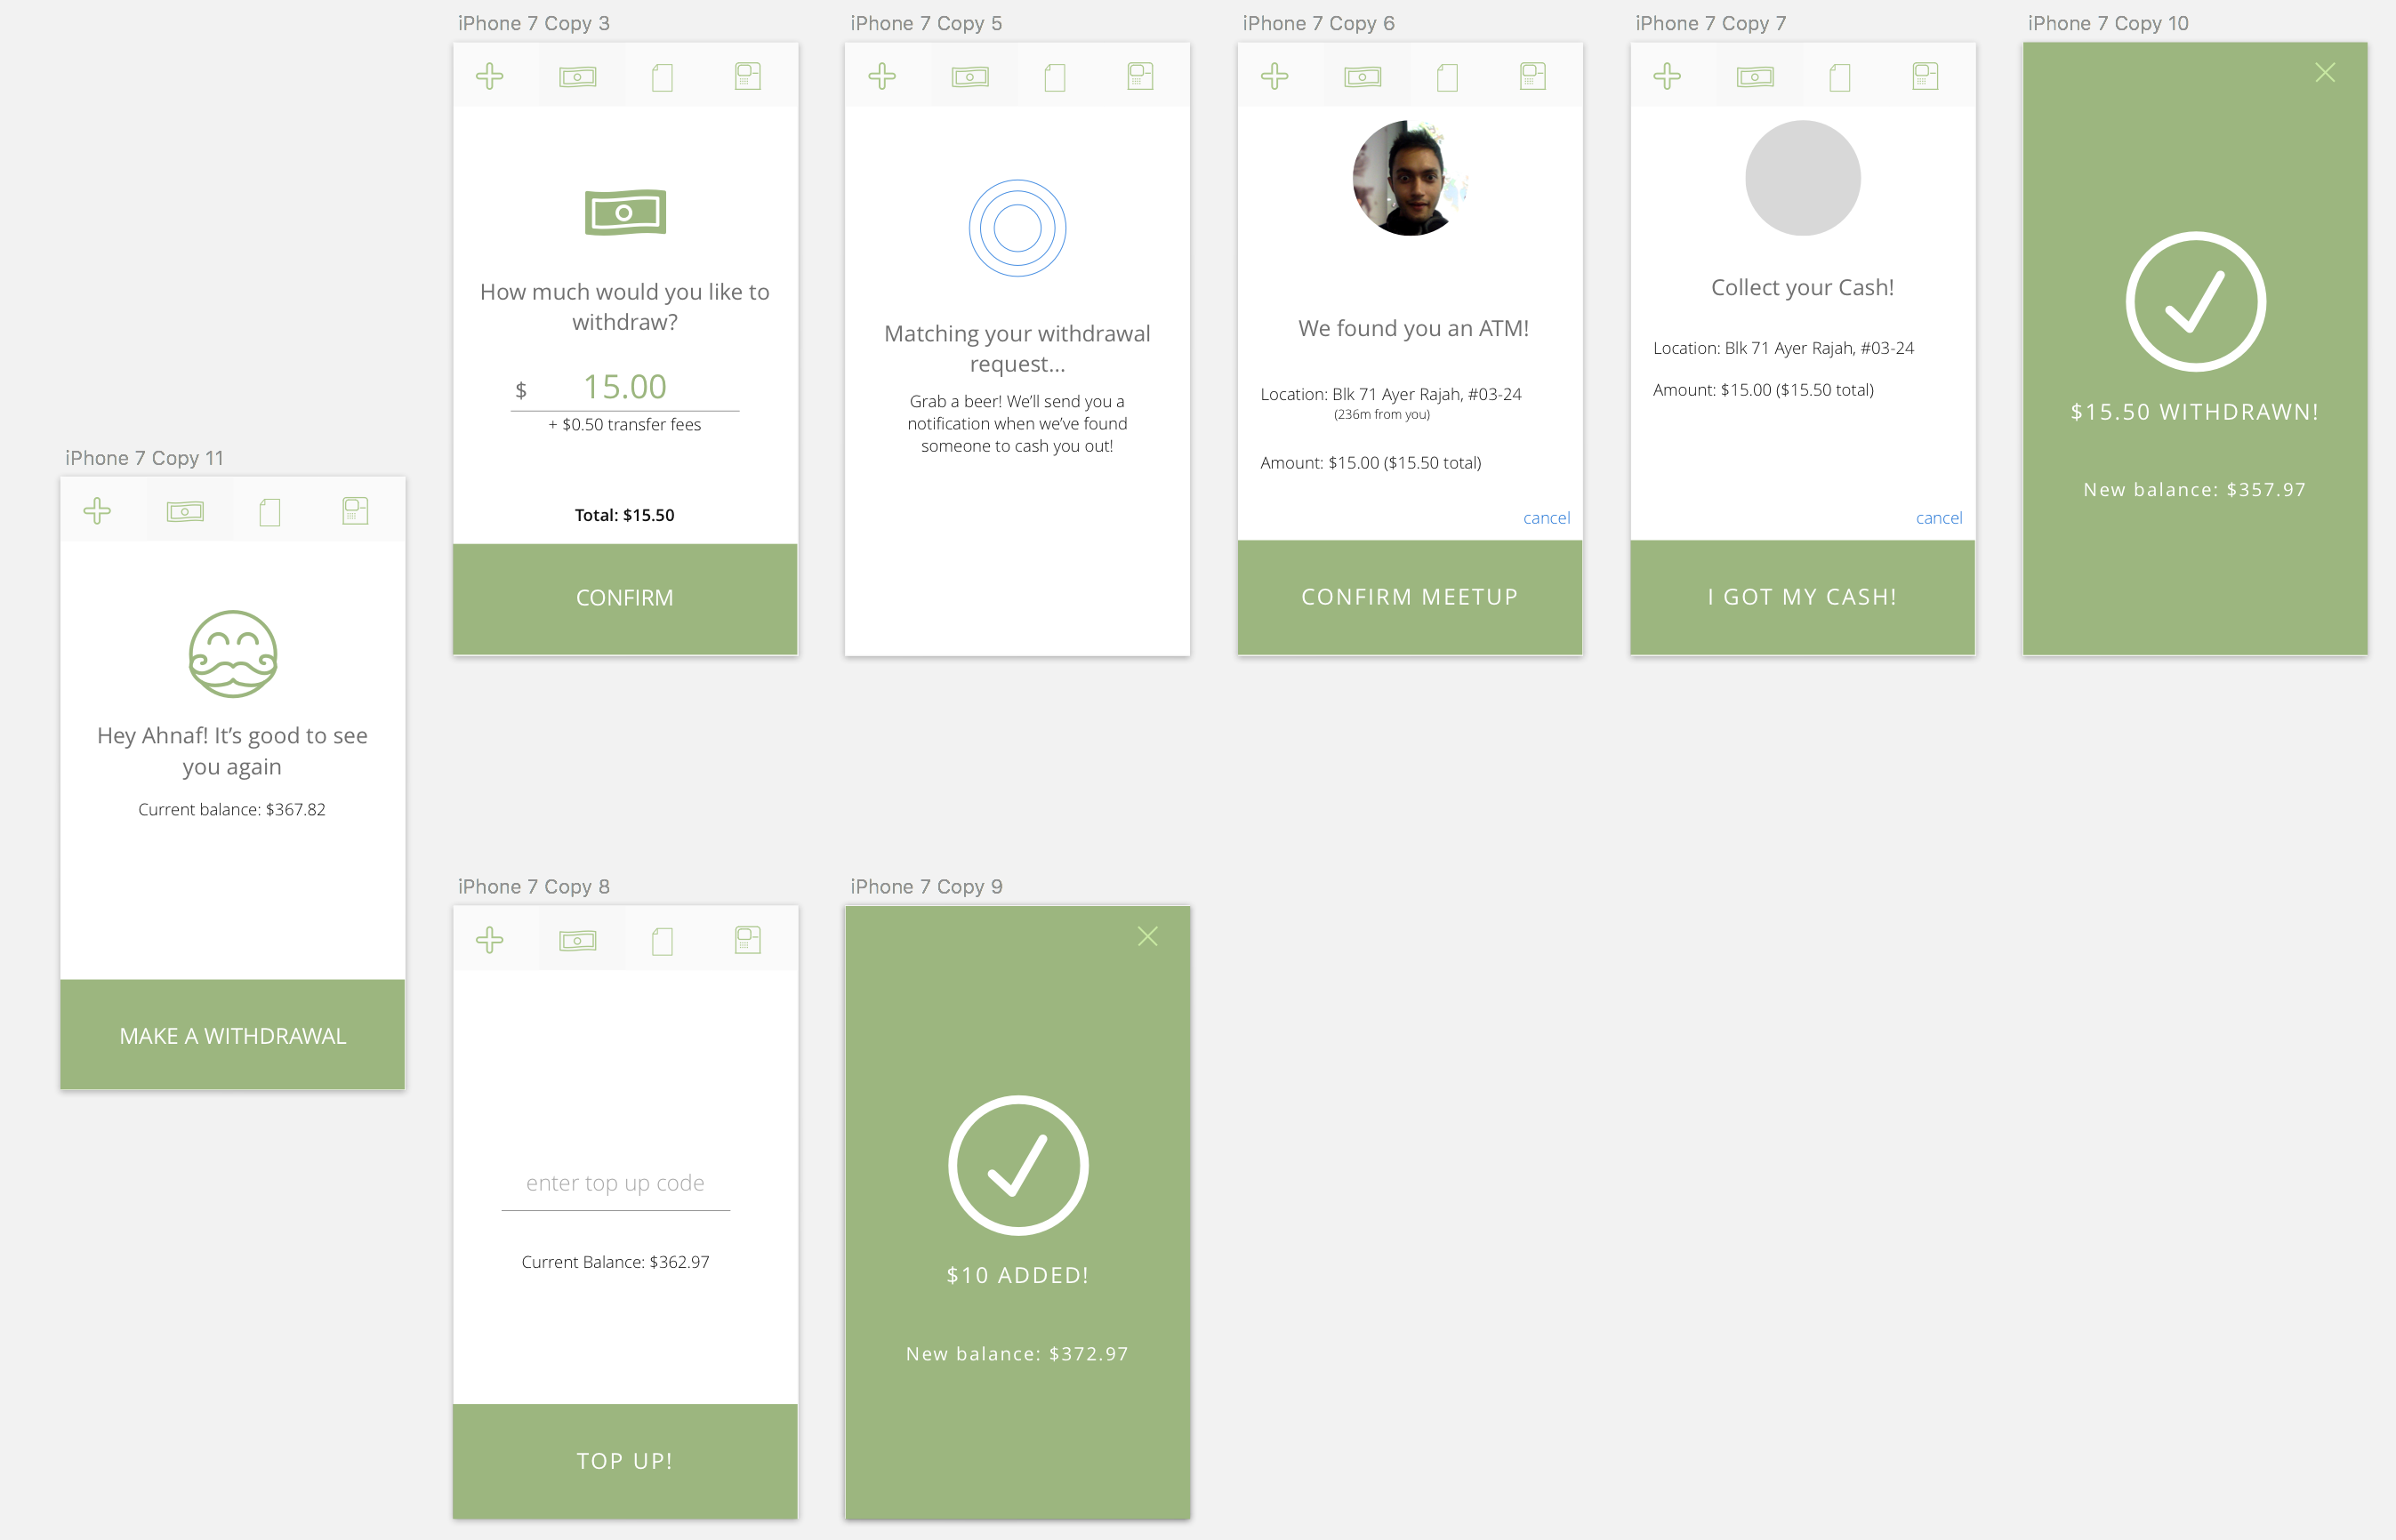 iPhone 7 Copy 11
Hey Ahnaf! It’s good to see
you again
Current balance: $367.82
MAKE A WITHDRAWAL
iPhone 7 Copy 3
How much would you like to
withdraw?
$ 15.00
+ $0.50 transfer fees
Total: $15.50
CONFIRM
iPhone 7 Copy 5
Matching your withdrawal
request...
Grab a beer! We’ll send you a
notification when we’ve found
someone to cash you out!
iPhone 7 Copy 6
We found you an ATM!
Location: Blk 71 Ayer Rajah, #03-24
(236m from you)
Amount: $15.00 ($15.50 total)
cancel
CONFIRM MEETUP
iPhone 7 Copy 7
Collect your Cash!
Location: Blk 71 Ayer Rajah, #03-24
Amount: $15.00 ($15.50 total)
cancel
I GOT MY CASH!
iPhone 7 Copy 10
$15.50 WITHDRAWN!
New balance: $357.97
iPhone 7 Copy 8
enter top up code
Current Balance: $362.97
TOP UP!
iPhone 7 Copy 9
$10 ADDED!
New balance: $372.97